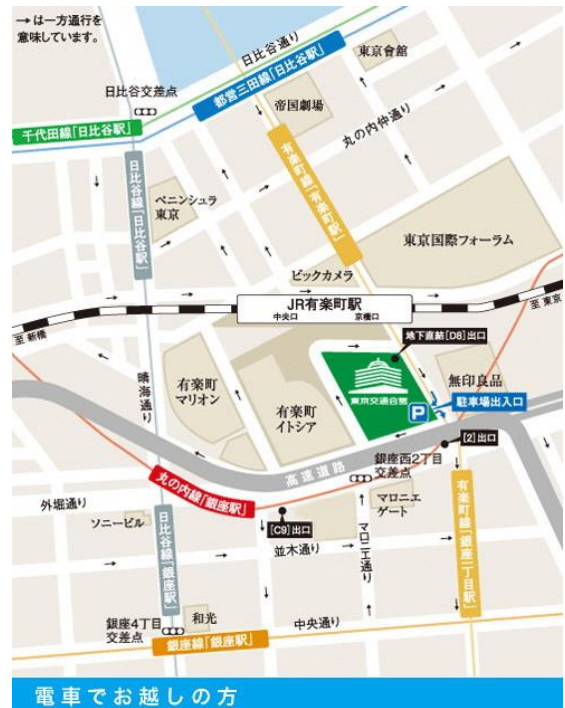 →は一方通行を
意味しています。
日比谷通り
東京會舘
都営三田線「日比谷駅」
日比谷交差点
帝国劇場
千代田線「日比谷駅」
丸の内仲通り
有楽町線「有楽町駅」
日比谷線「日比谷駅」
ペニンシュラ
東京
東京国際フォーラム
ビックカメラ
JR有楽町駅
中央口
京橋口
至 東京
至 新橋
地下直結[D8]出口
晴海通り
有楽町
マリオン
有楽町
イトシア
東京交通会館
無印良品
P
駐車場出入口
[2]出口
高速道路
銀座西2丁目
交差点
丸の内線「銀座駅」
マロニエ
ゲート
外堀通り
ソニービル
[C9]出口
並木通り
マロニエ通り
有楽町線「銀座一丁目駅」
日比谷線「銀座駅」
銀座4丁目
交差点
和光
中央通り
銀座線「銀座駅」
電車でお越しの方